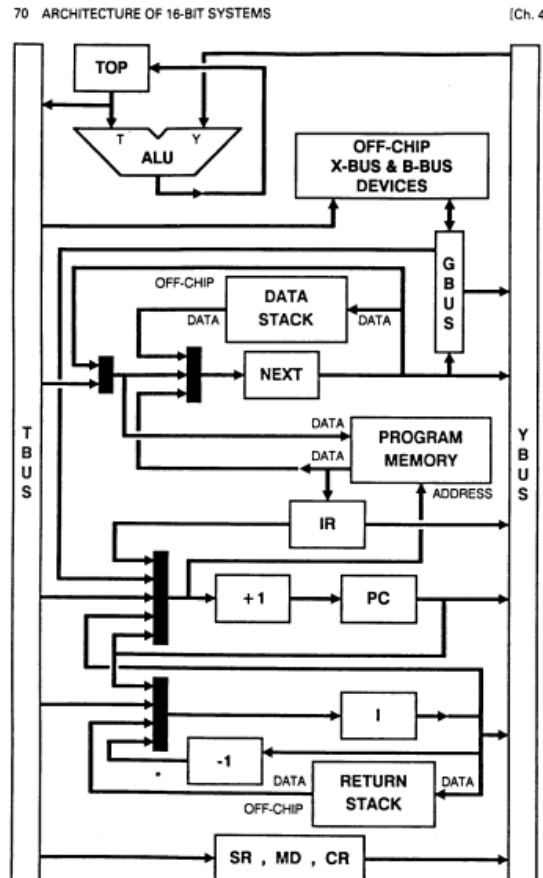 70 ARCHITECTURE OF 16-BIT SYSTEMS
[Ch. 4
TOP
T
Y
ALU
OFF-CHIP
X-BUS & B-BUS
DEVICES
G
B
U
S
OFF-CHIP
DATA
STACK
DATA
DATA
NEXT
T
B
U
S
Y
B
U
S
DATA
DATA
PROGRAM
MEMORY
ADDRESS
IR
+1
PC
I
-1
DATA
OFF-CHIP
RETURN
STACK
DATA
SR , MD , CR